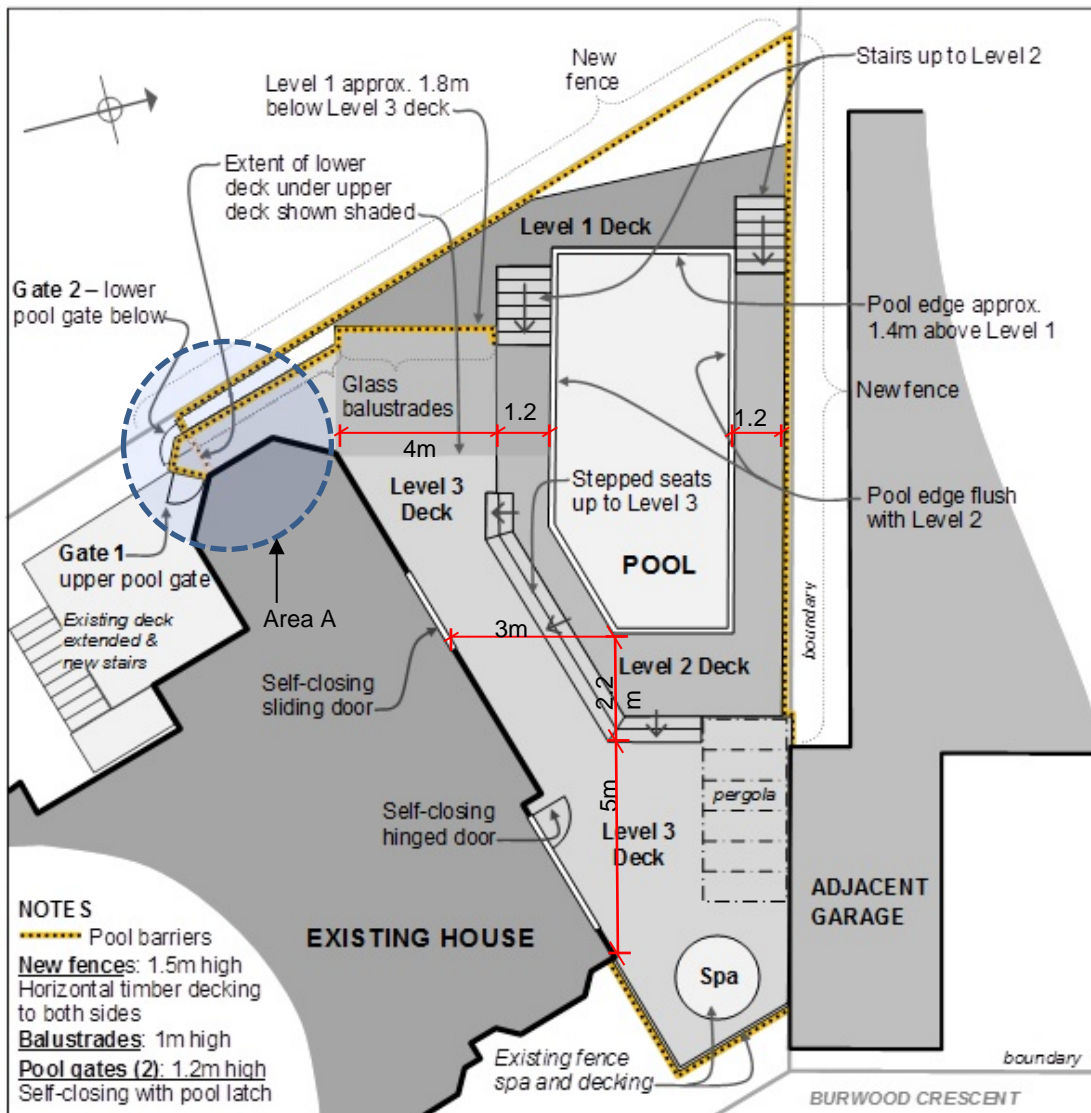 Level 1 approx. 1.8m
below Level 3 deck
New
fence
Stairs up to Level 2
Extent of lower
deck under upper
deck shown shaded
Level 1 Deck
Gate 2 – lower
pool gate below
Pool edge approx.
1.4m above Level 1
Glass
balustrades
New fence
1.2
1.2
4m
Level 3
Deck
Stepped seats
up to Level 3
Pool edge flush
with Level 2
Gate 1
upper pool gate
POOL
Area A
Existing deck
extended &
new stairs
3m
boundary
Level 2 Deck
2.2
m
Self-closing
sliding door
pergola
5m
Self-closing
hinged door
Level 3
Deck
ADJACENT
GARAGE
NOTES
Pool barriers
New fences: 1.5m high
Horizontal timber decking
to both sides
Balustrades: 1m high
Pool gates (2): 1.2m high
Self-closing with pool latch
EXISTING HOUSE
Spa
Existing fence
spa and decking
boundary
BURWOOD CRESCENT